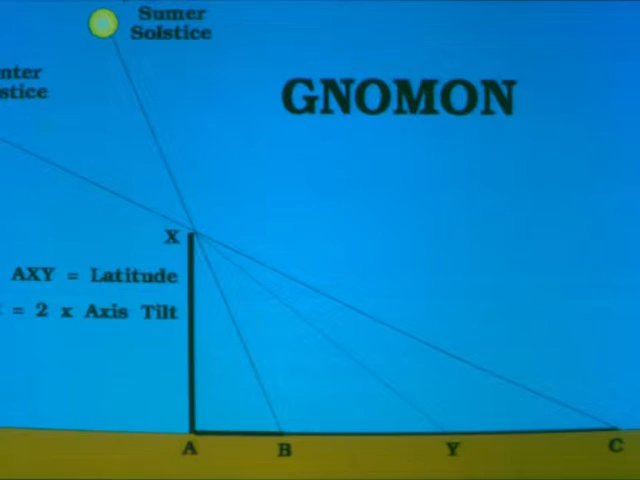 Sumer
Solstice
nter
stice
GNOMON
X
AXY = Latitude
= 2 x Axis Tilt
A
B
Y
C